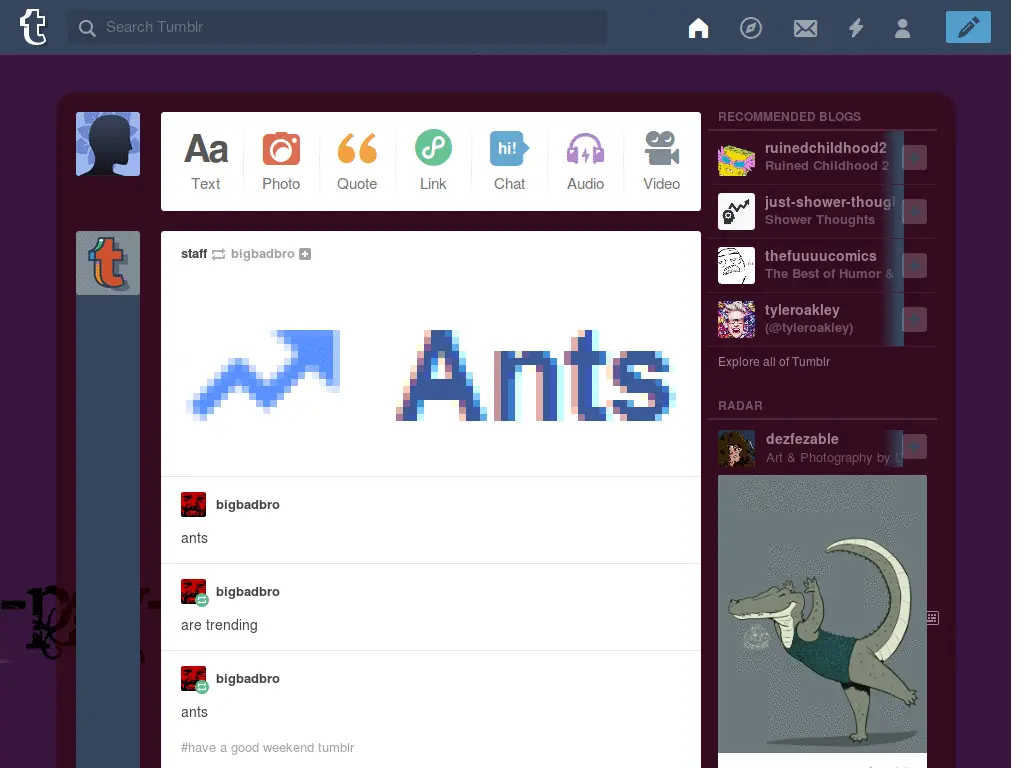 Search Tumblr
Aa
Text
Photo
Quote
Link
hi!
Chat
Audio
Video
staff bigbadbro
Ants
bigbadbro
ants
bigbadbro
are trending
bigbadbro
ants
#have a good weekend tumblr
RECOMMENDED BLOGS
ruinedchildhood2
Ruined Childhood 2
just-shower-thoug
Shower Thoughts
thefuuuucomics
The Best of Humor &
tyleroakley
(@tyleroakley)
Explore all of Tumblr
RADAR
dezfezable
Art & Photography by